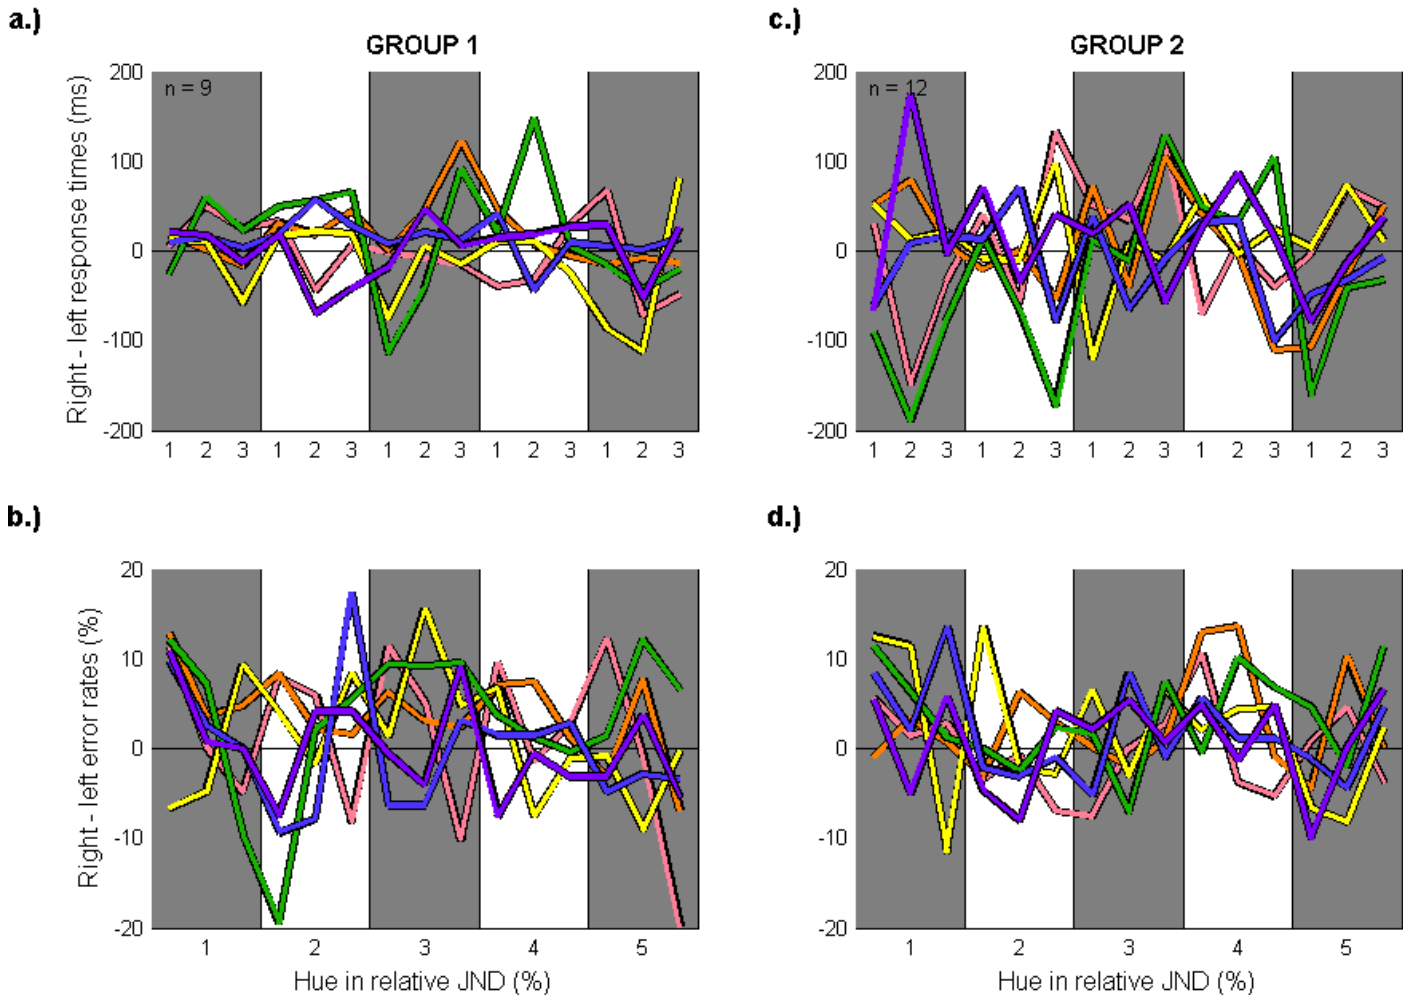 a.)
GROUP 1
n = 9
Right - left response times (ms)
200
100
0
-100
-200
1 2 3 1 2 3 1 2 3 1 2 3 1 2 3
c.)
GROUP 2
n = 12
200
100
0
-100
-200
1 2 3 1 2 3 1 2 3 1 2 3 1 2 3
b.)
Right - left error rates (%)
20
10
0
-10
-20
1 2 3 4 5
Hue in relative JND (%)
d.)
20
10
0
-10
-20
1 2 3 4 5
Hue in relative JND (%)